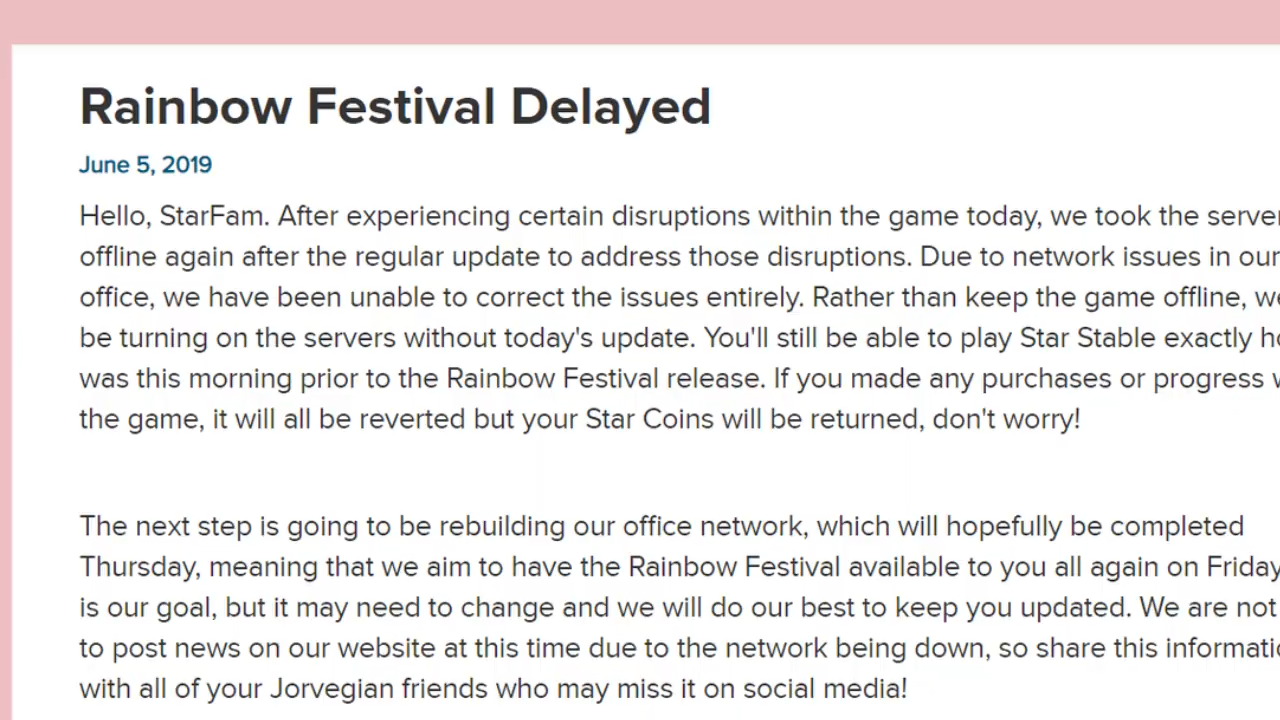 Rainbow Festival Delayed
June 5, 2019
Hello, StarFam. After experiencing certain disruptions within the game today, we took the
offline again after the regular update to address those disruptions. Due to network issues in our
office, we have been unable to correct the issues entirely. Rather than keep the game offline,
be turning on the servers without today's update. You'll still be able to play Star Stable exactly
was this morning prior to the Rainbow Festival release. If you made any purchases or progress
the game, it will all be reverted but your Star Coins will be returned, don't worry!
The next step is going to be rebuilding our office network, which will hopefully be completed
Thursday, meaning that we aim to have the Rainbow Festival available to you all again on Friday
is our goal, but it may need to change and we will do our best to keep you updated. We are not
to post news on our website at this time due to the network being down, so share this
with all of your Jorvegian friends who may miss it on social media!